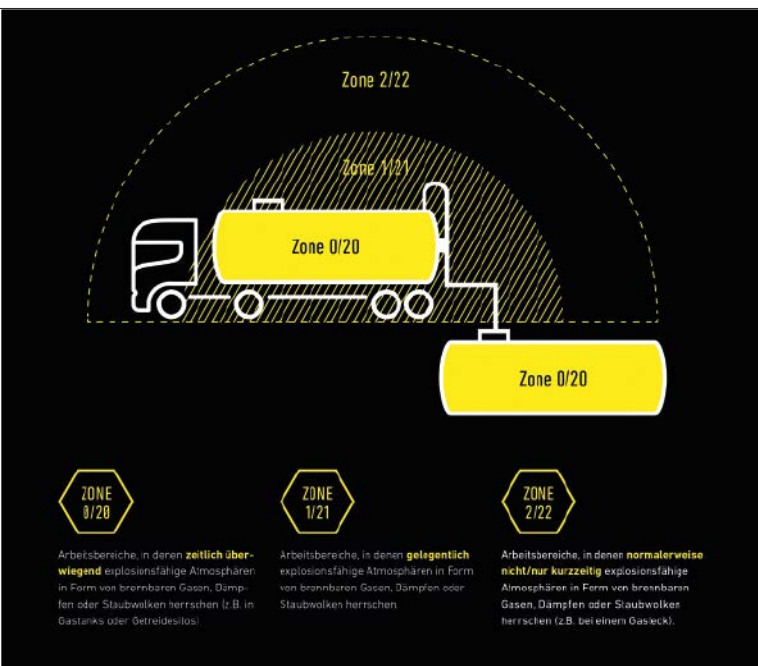 Zone 2/22
Zone 1/21
Zone 0/20
Zone 0/20
ZONE
0/20
Arbeitsbereiche, in denen zeitlich über-
wiegend explosionsfähige Atmosphären
in Form von brennbaren Gasen, Dämp-
fen oder Staubwolken herrschen (z.B. in
Gastanks oder Getreidesilos)
ZONE
1/21
Arbeitsbereiche, in denen gelegentlich
explosionsfähige Atmosphären in Form
von brennbaren Gasen, Dämpfen oder
Staubwolken herrschen
ZONE
2/22
Arbeitsbereiche, in denen normalerweise
nicht/nur kurzzeitig explosionsfähige
Atmosphären in Form von brennbaren
Gasen, Dämpfen oder Staubwolken
herrschen (z.B. bei einem Gasleck).